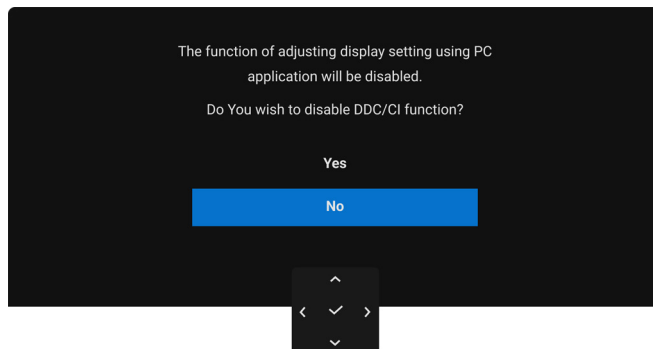 The function of adjusting display setting using PC
application will be disabled.
Do You wish to disable DDC/CI function?
Yes
No